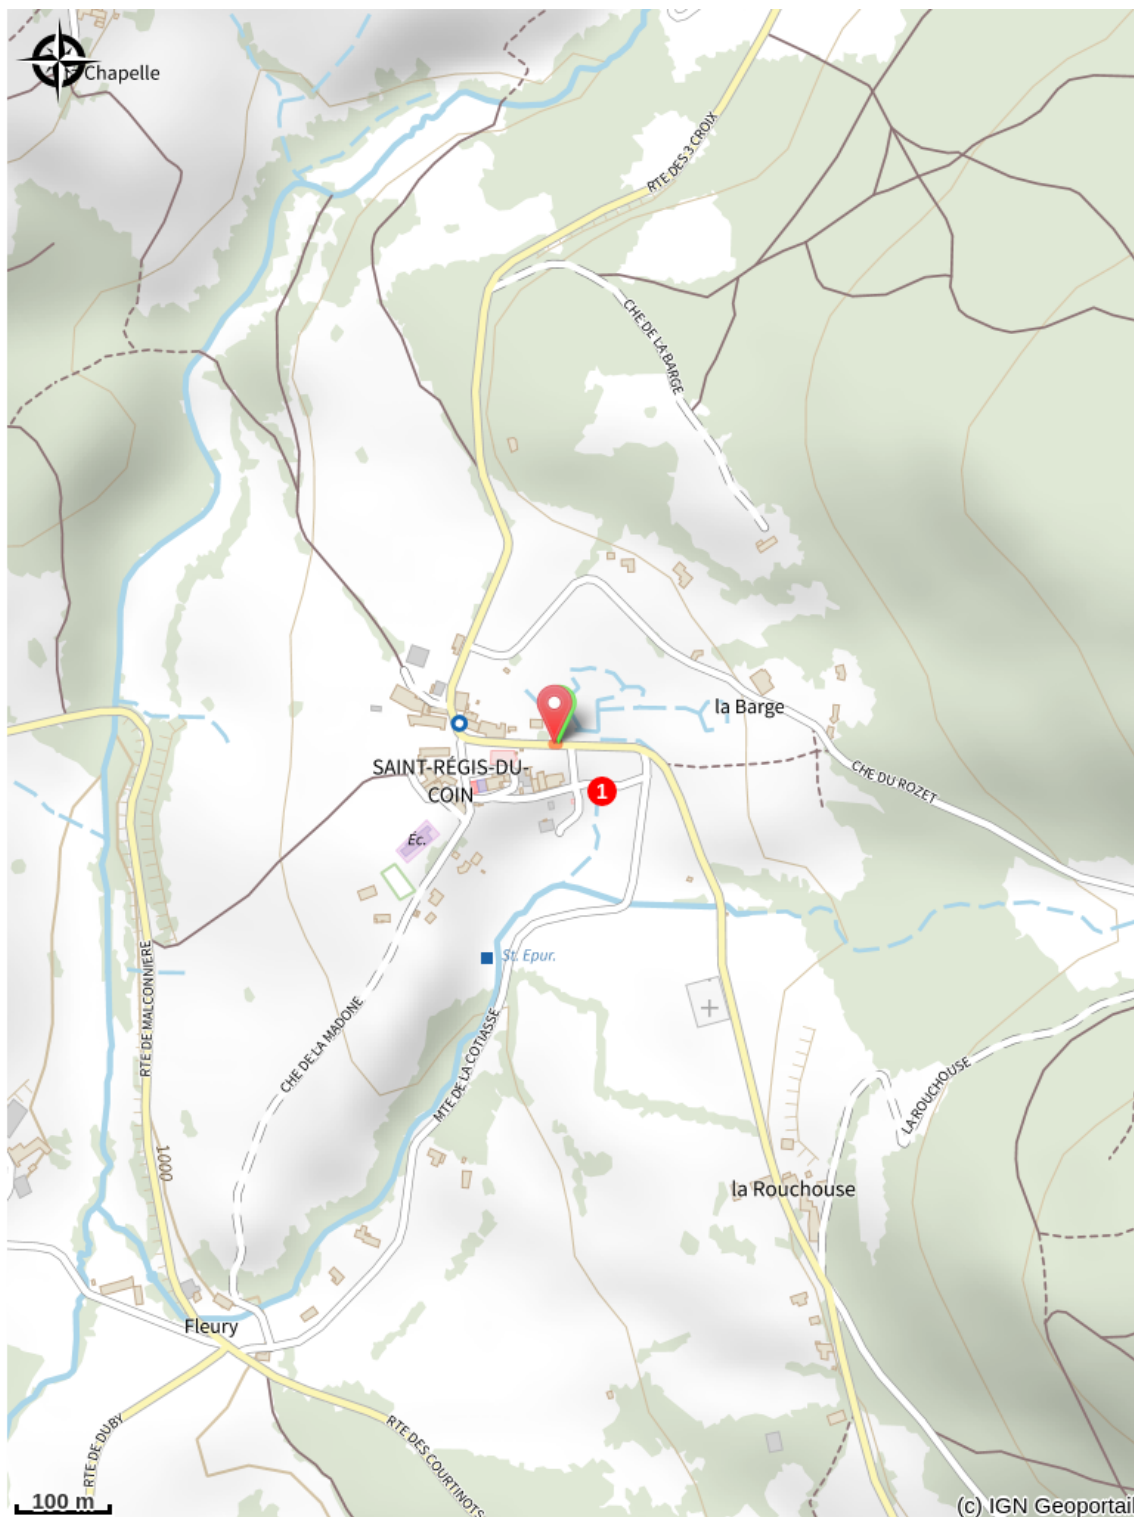 Chapelle
RTE DES 3 CROIX
CHE DE LA BARGE
la Barge
SAINT-RÉGIS-DU-
COIN
1
CHE DU ROZET
Éc.
St. Epur.
RTE DE MALCONNIERE
CHE DE LA MADONE
MTE DE LA COTIASSE
LA ROUCHOUSE
1000
la Rouchouse
Fleury
RTE DE DUBY
RTE DES COURTINOTS
100 m
(c) IGN Geoportail